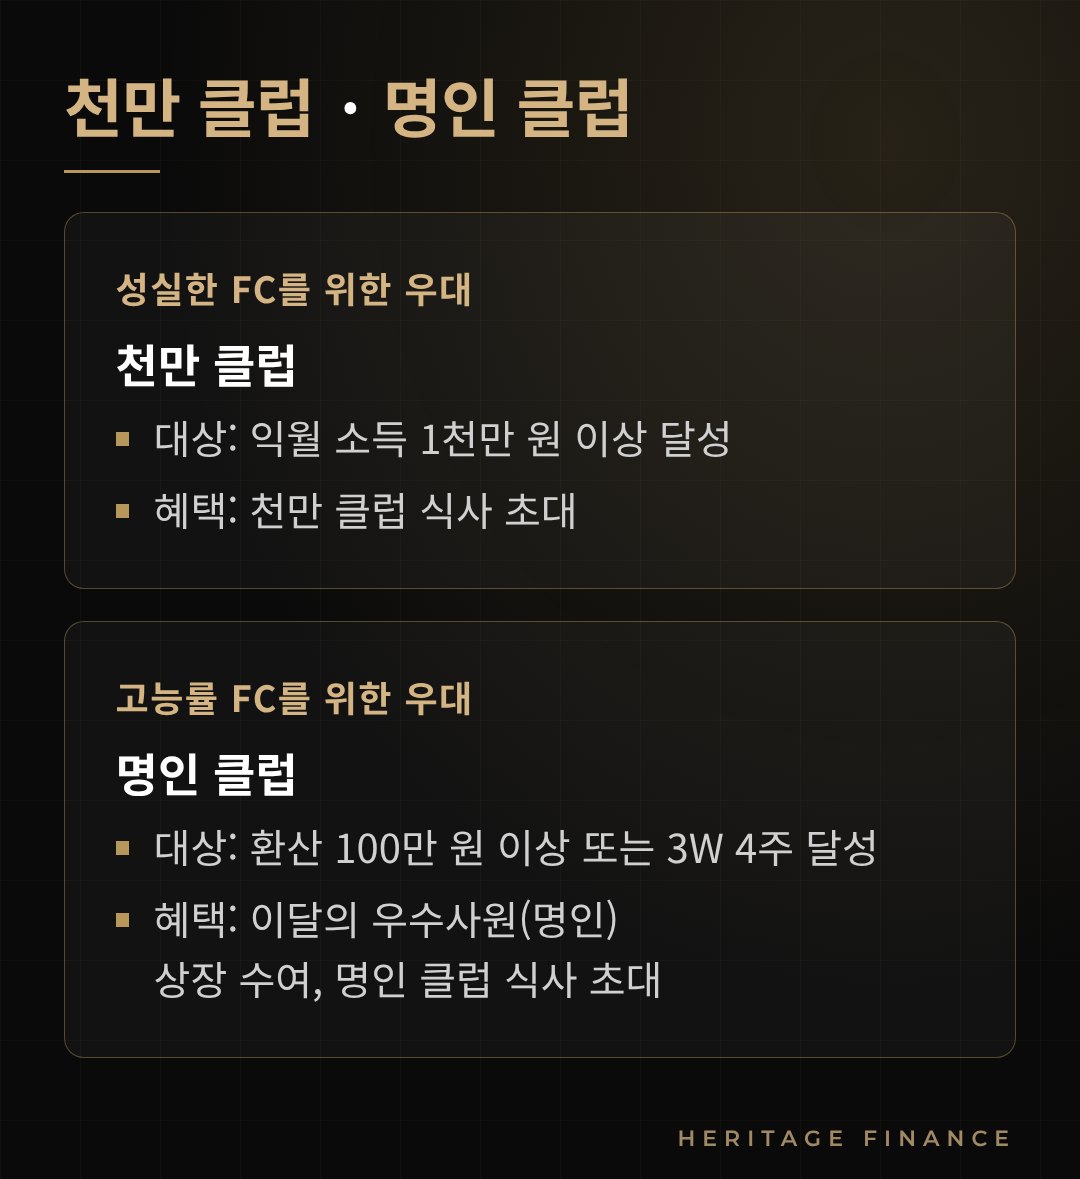 천만 클럽 · 명인 클럽
성실한 FC를 위한 우대
천만 클럽
대상: 익월 소득 1천만 원 이상 달성
혜택: 천만 클럽 식사 초대
고능률 FC를 위한 우대
명인 클럽
대상: 환산 100만 원 이상 또는 3W 4주 달성
혜택: 이달의 우수사원(명인)
상장 수여, 명인 클럽 식사 초대
HERITAGE FINANCE